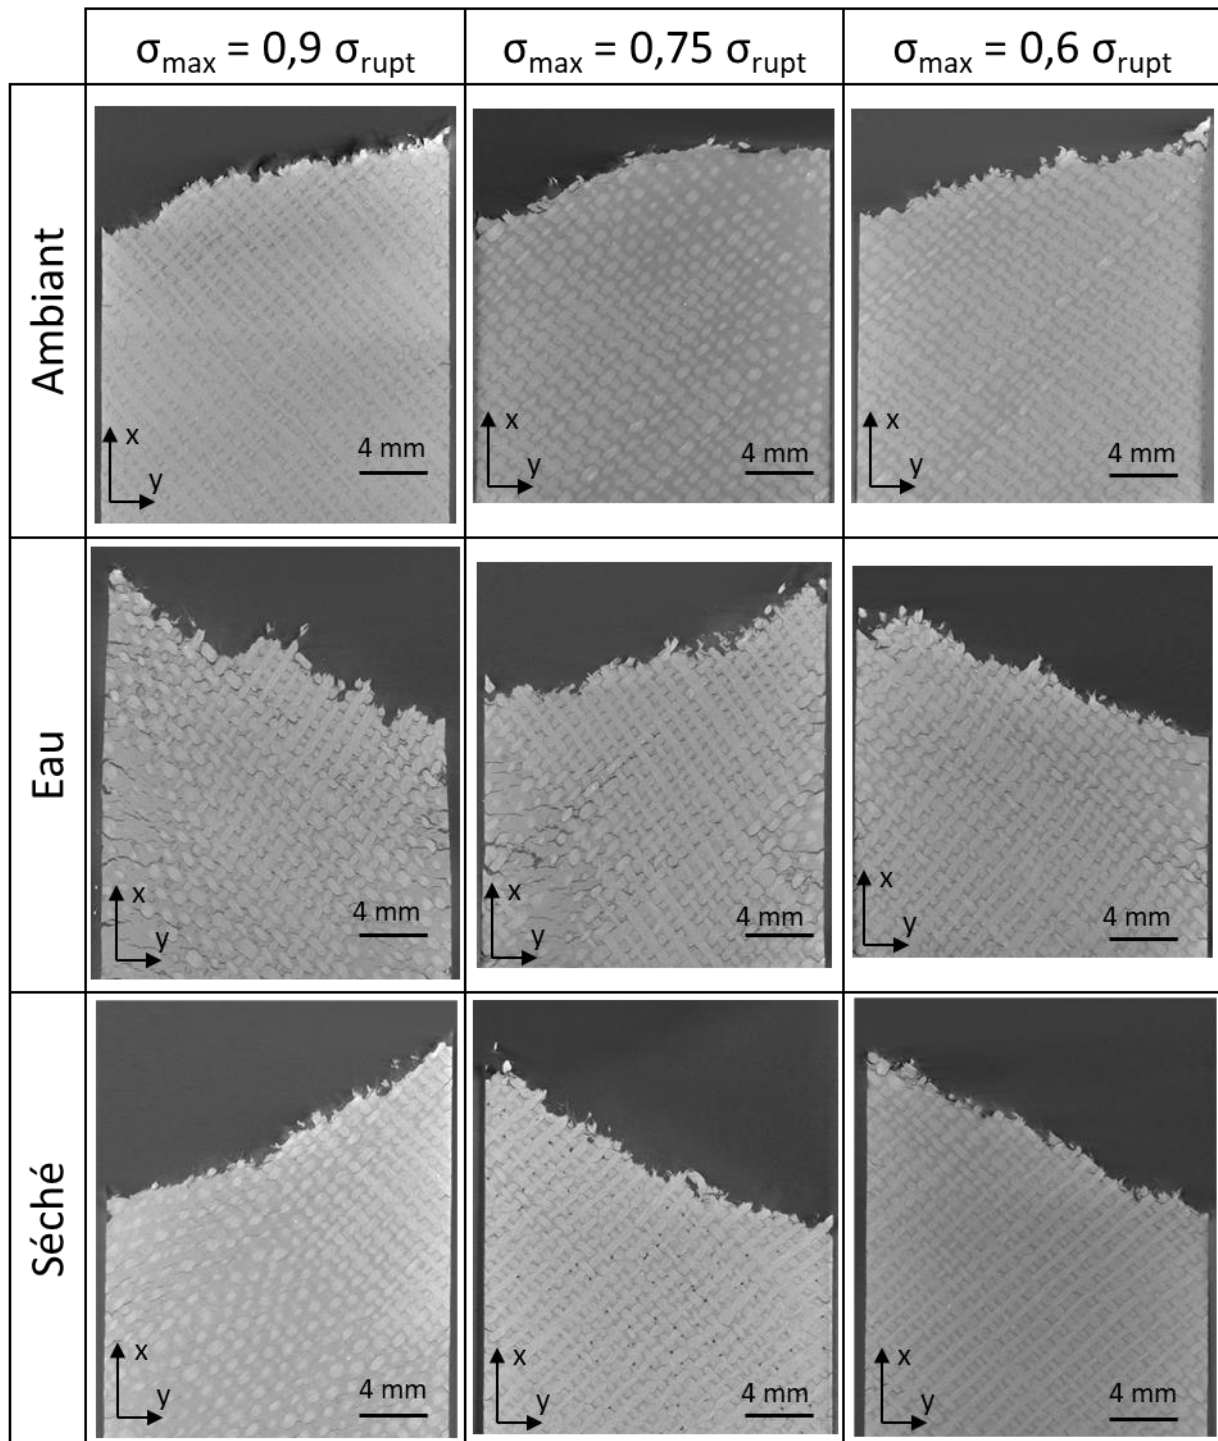 σmax = 0,9 σrupt
σmax = 0,75 σrupt
σmax = 0,6 σrupt
Ambiant
x
y
4 mm
x
y
4 mm
x
y
4 mm
Eau
x
y
4 mm
x
y
4 mm
x
y
4 mm
Séché
x
y
4 mm
x
y
4 mm
x
y
4 mm